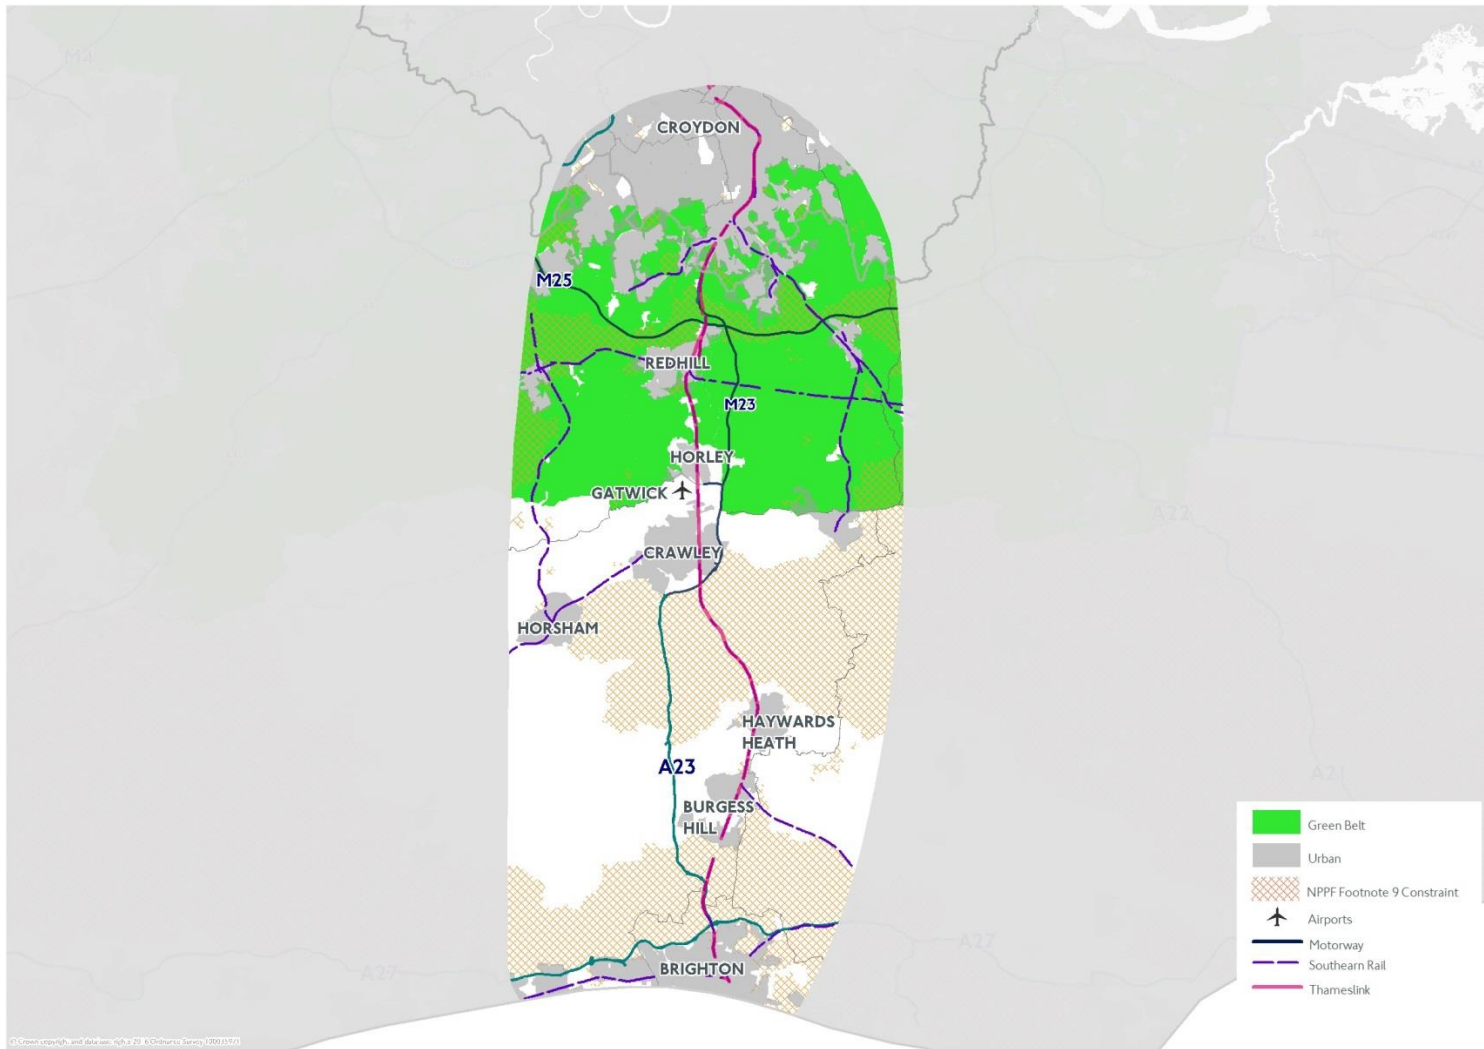 M4
CROYDON
M25
REDHILL
M23
HORLEY
GATWICK
CRAWLEY
A22
HORSHAM
HAYWARDS
HEATH
A23
A21
BURGESS
HILL
A27
A27
BRIGHTON
Green Belt
Urban
NPPF Footnote 9 Constraint
Airports
Motorway
Southearn Rail
Thameslink